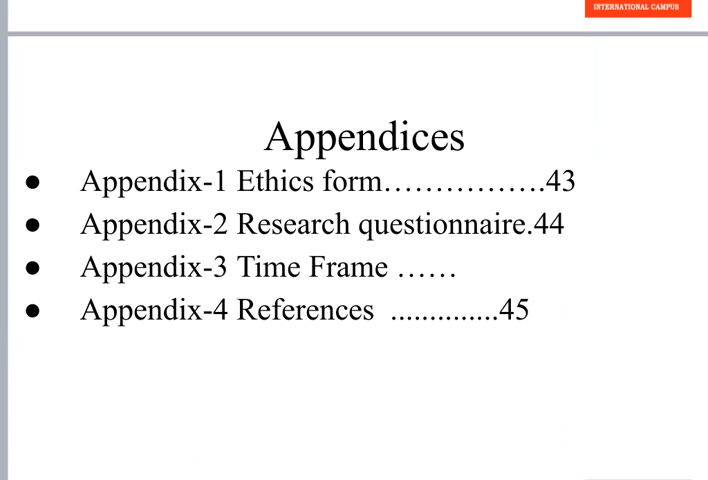 INTERNATIONAL CAMPUS
Appendices
● Appendix-1 Ethics form…………….43
● Appendix-2 Research questionnaire.44
● Appendix-3 Time Frame ……
● Appendix-4 References ..............45